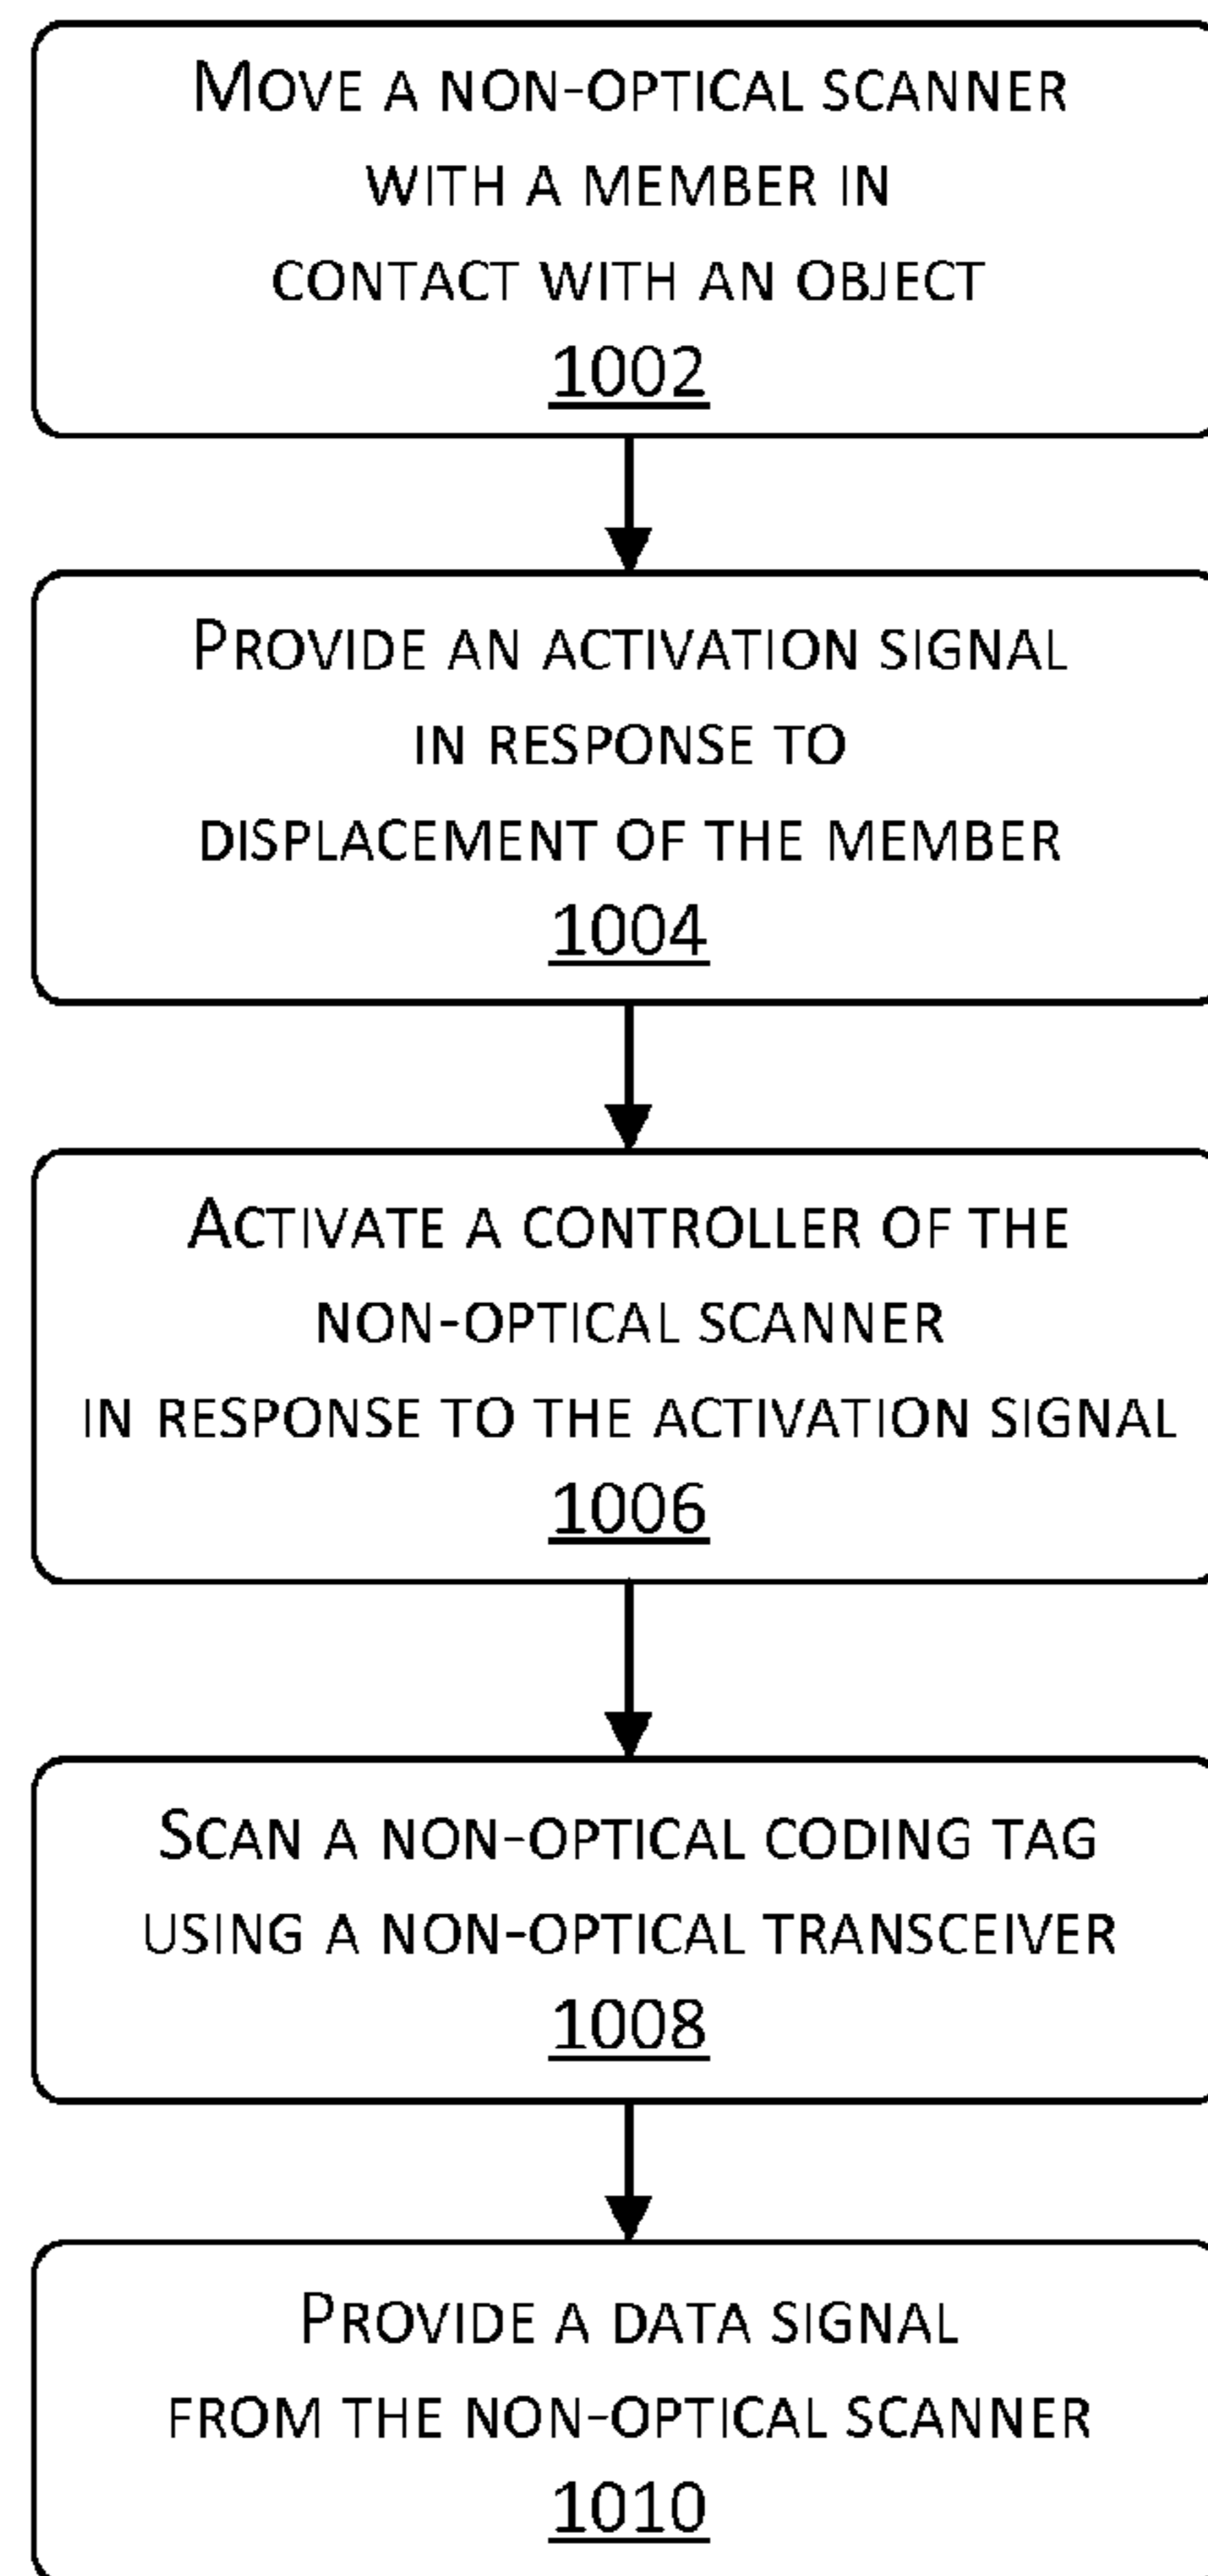 MOVE A NON-OPTICAL SCANNER
WITH A MEMBER IN
CONTACT WITH AN OBJECT
1002
PROVIDE AN ACTIVATION SIGNAL
IN RESPONSE TO
DISPLACEMENT OF THE MEMBER
1004
ACTIVATE A CONTROLLER OF THE
NON-OPTICAL SCANNER
IN RESPONSE TO THE ACTIVATION SIGNAL
1006
SCAN A NON-OPTICAL CODING TAG
USING A NON-OPTICAL TRANSCEIVER
1008
PROVIDE A DATA SIGNAL
FROM THE NON-OPTICAL SCANNER
1010